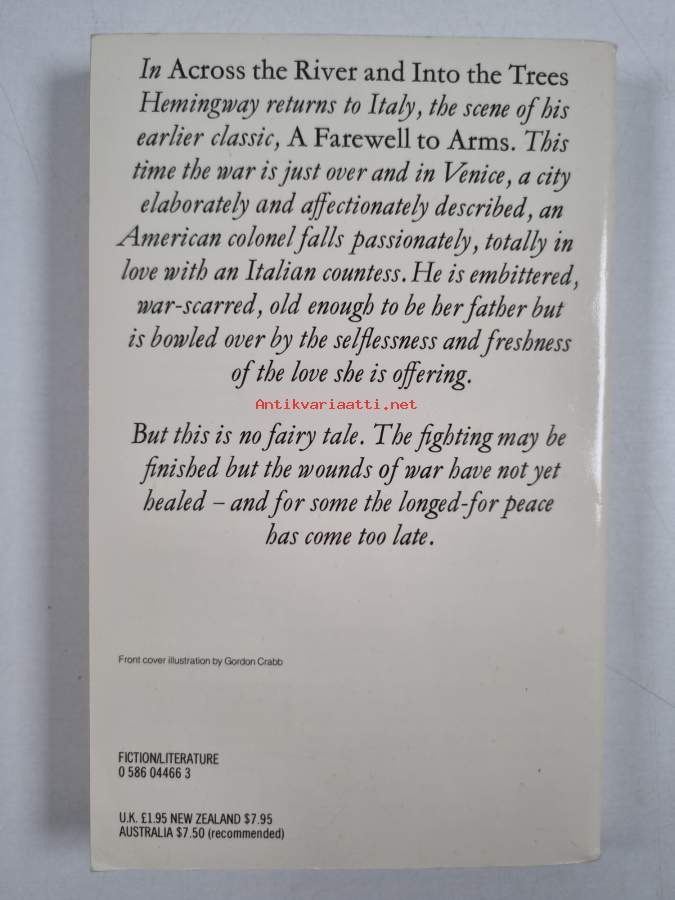 In Across the River and Into the Trees
Hemingway returns to Italy, the scene of his
earlier classic, A Farewell to Arms. This
time the war is just over and in Venice, a city
elaborately and affectionately described, an
American colonel falls passionately, totally in
love with an Italian countess. He is embittered,
war-scarred, old enough to be her father but
is bowled over by the selflessness and freshness
of the love she is offering.
Antikvariaatti.net
But this is no fairy tale. The fighting may be
finished but the wounds of war have not yet
healed – and for some the longed-for peace
has come too late.
Front cover illustration by Gordon Crabb
FICTION/LITERATURE
0 586 04466 3
U.K. £1.95 NEW ZEALAND $7.95
AUSTRALIA $7.50 (recommended)